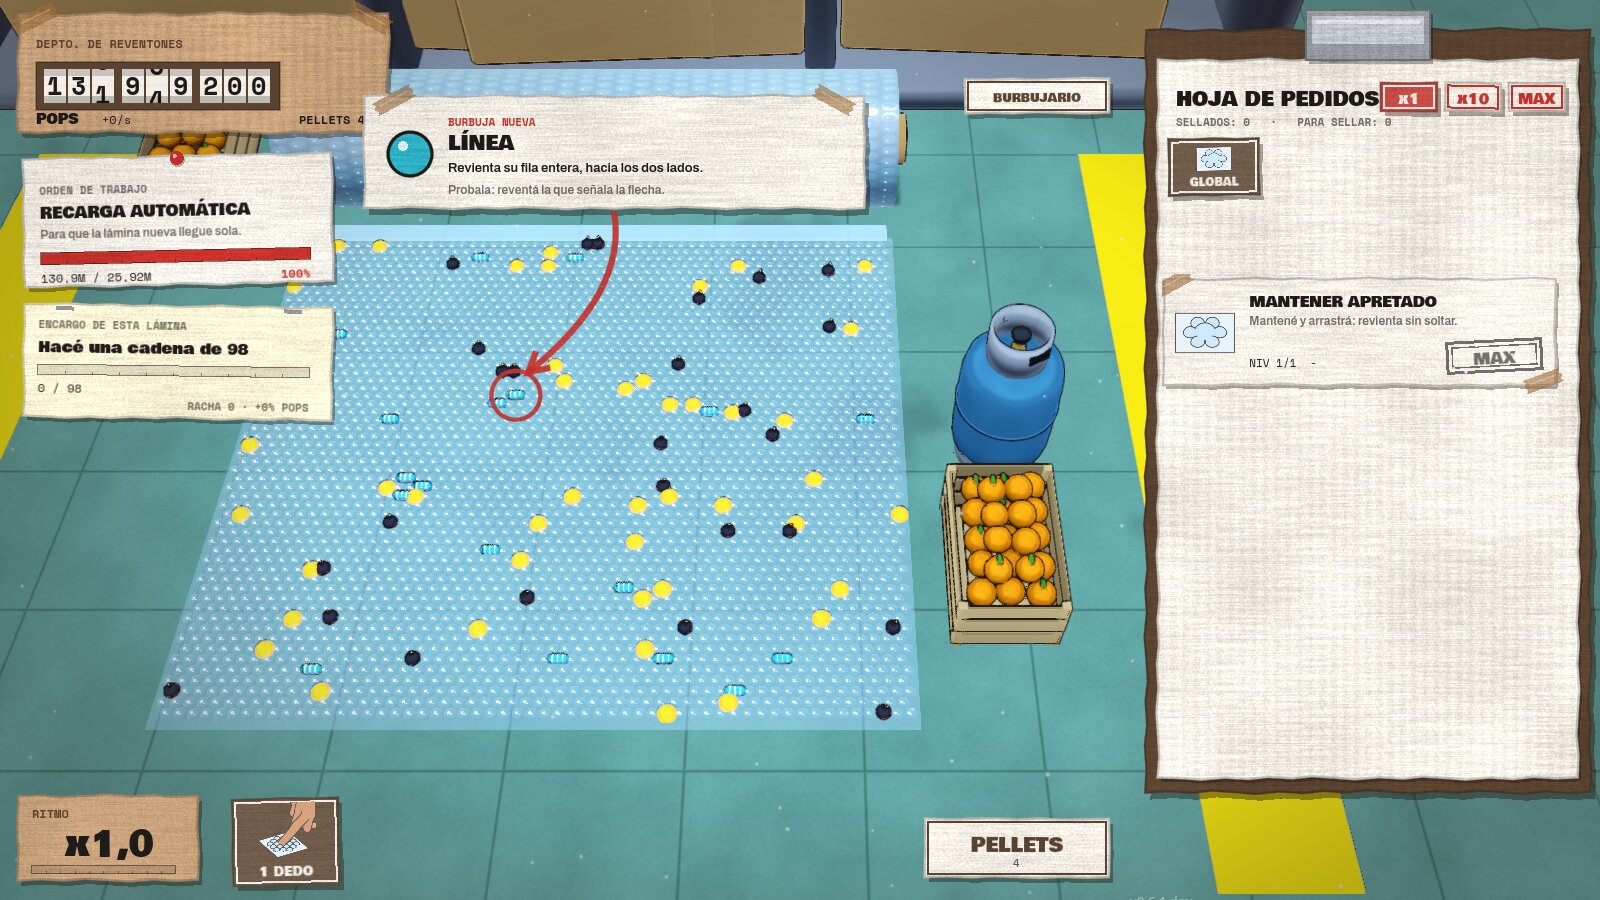 DEPTO. DE REVENTONES
POPS +0/s PELLETS 4
ORDEN DE TRABAJO
RECARGA AUTOMÁTICA
Para que la lámina nueva llegue sola.
130.9M / 25.92M 100%
ENCARGO DE ESTA LÁMINA
Hacé una cadena de 98
0 / 98
RACHA 0 · +0% POPS
BURBUJA NUEVA
LÍNEA
Revienta su fila entera, hacia los dos lados.
Probala: reventá la que señala la flecha.
BURBUJARIO
HOJA DE PEDIDOS x1 x10 MAX
SELLADOS: 0 · PARA SELLAR: 0
GLOBAL
MANTENER APRETADO
Mantené y arrastrá: revienta sin soltar.
NIV 1/1 -
MAX
RITMO
x1,0
1 DEDO
PELLETS
4